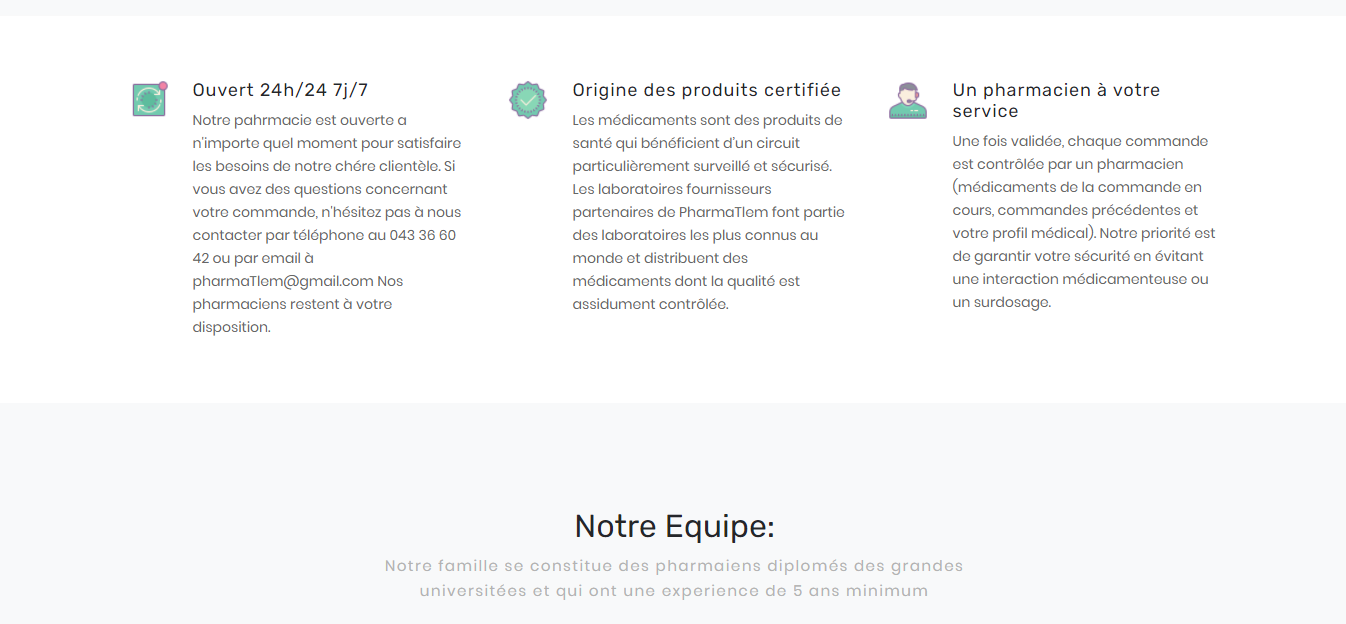 Ouvert 24h/24 7j/7
Notre pahrmacie est ouverte a
n'importe quel moment pour satisfaire
les besoins de notre chére clientèle. Si
vous avez des questions concernant
votre commande, n'hésitez pas à nous
contacter par téléphone au 043 36 60
42 ou par email à
pharmaTlem@gmail.com Nos
pharmaciens restent à votre
disposition.
Origine des produits certifiée
Les médicaments sont des produits de
santé qui bénéficient d’un circuit
particulièrement surveillé et sécurisé.
Les laboratoires fournisseurs
partenaires de PharmaTlem font partie
des laboratoires les plus connus au
monde et distribuent des
médicaments dont la qualité est
assidument contrôlée.
Un pharmacien à votre
service
Une fois validée, chaque commande
est contrôlée par un pharmacien
(médicaments de la commande en
cours, commandes précédentes et
votre profil médical). Notre priorité est
de garantir votre sécurité en évitant
une interaction médicamenteuse ou
un surdosage.
Notre Equipe:
Notre famille se constitue des pharmaiens diplomés des grandes
universitées et qui ont une experience de 5 ans minimum